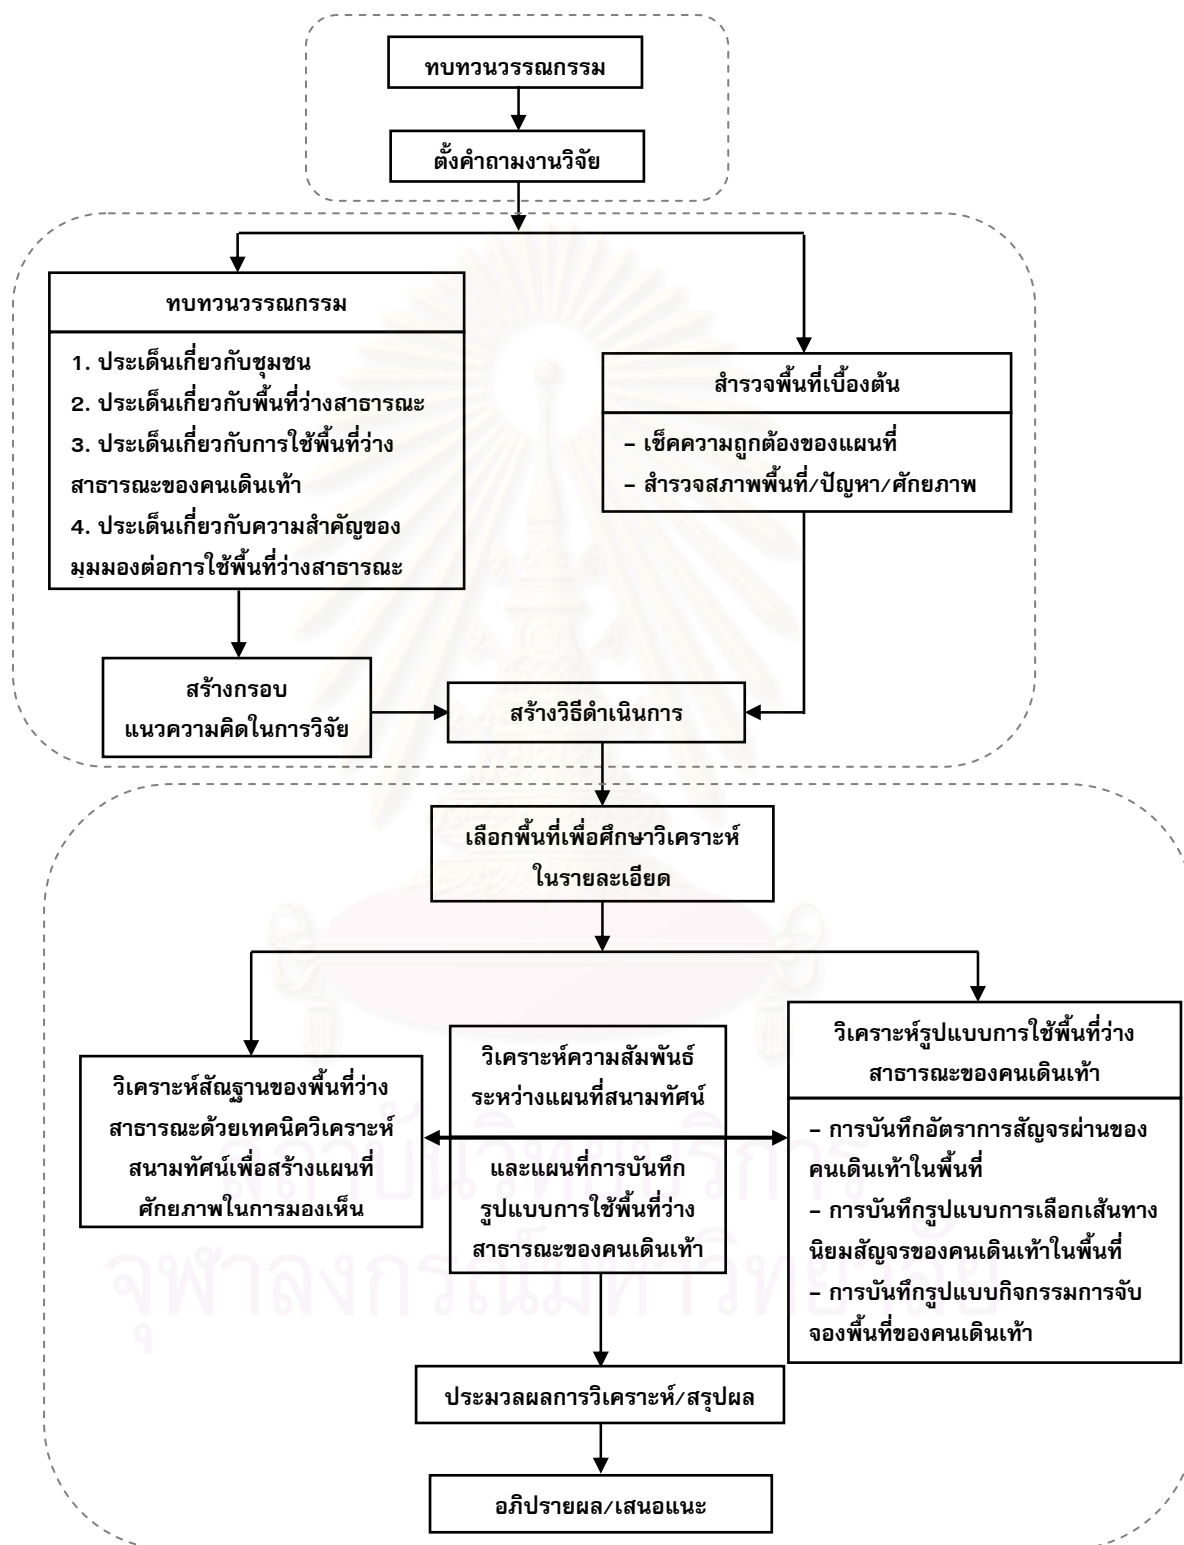 ทบทวนวรรณกรรม
ตั้งคำถามงานวิจัย
ทบทวนวรรณกรรม
1. ประเด็นเกี่ยวกับชุมชน
2. ประเด็นเกี่ยวกับพื้นที่ว่างสาธารณะ
3. ประเด็นเกี่ยวกับการใช้พื้นที่ว่าง
สาธารณะของคนเดินเท้า
4. ประเด็นเกี่ยวกับความสำคัญของ
มุมมองต่อการใช้พื้นที่ว่างสาธารณะ
สำรวจพื้นที่เบื้องต้น
- เช็คความถูกต้องของแผนที่
- สำรวจสภาพพื้นที่/ปัญหา/ศักยภาพ
สร้างกรอบ
แนวความคิดในการวิจัย
สร้างวิธีดำเนินการ
เลือกพื้นที่เพื่อศึกษาวิเคราะห์
ในรายละเอียด
วิเคราะห์สัณฐานของพื้นที่ว่าง
สาธารณะด้วยเทคนิควิเคราะห์
สนามทัศน์เพื่อสร้างแผนที่
ศักยภาพในการมองเห็น
วิเคราะห์ความสัมพันธ์
ระหว่างแผนที่สนามทัศน์
และแผนที่การบันทึก
รูปแบบการใช้พื้นที่ว่าง
สาธารณะของคนเดินเท้า
วิเคราะห์รูปแบบการใช้พื้นที่ว่าง
สาธารณะของคนเดินเท้า
- การบันทึกอัตราการสัญจรผ่านของ
คนเดินเท้าในพื้นที่
- การบันทึกรูปแบบการเลือกเส้นทาง
นิยมสัญจรของคนเดินเท้าในพื้นที่
- การบันทึกรูปแบบกิจกรรมการจับ
จองพื้นที่ของคนเดินเท้า
ประมวลผลการวิเคราะห์/สรุปผล
อภิปรายผล/เสนอแนะ
สถาบันวิทยบริการ
จุฬาลงกรณ์มหาวิทยาลัย